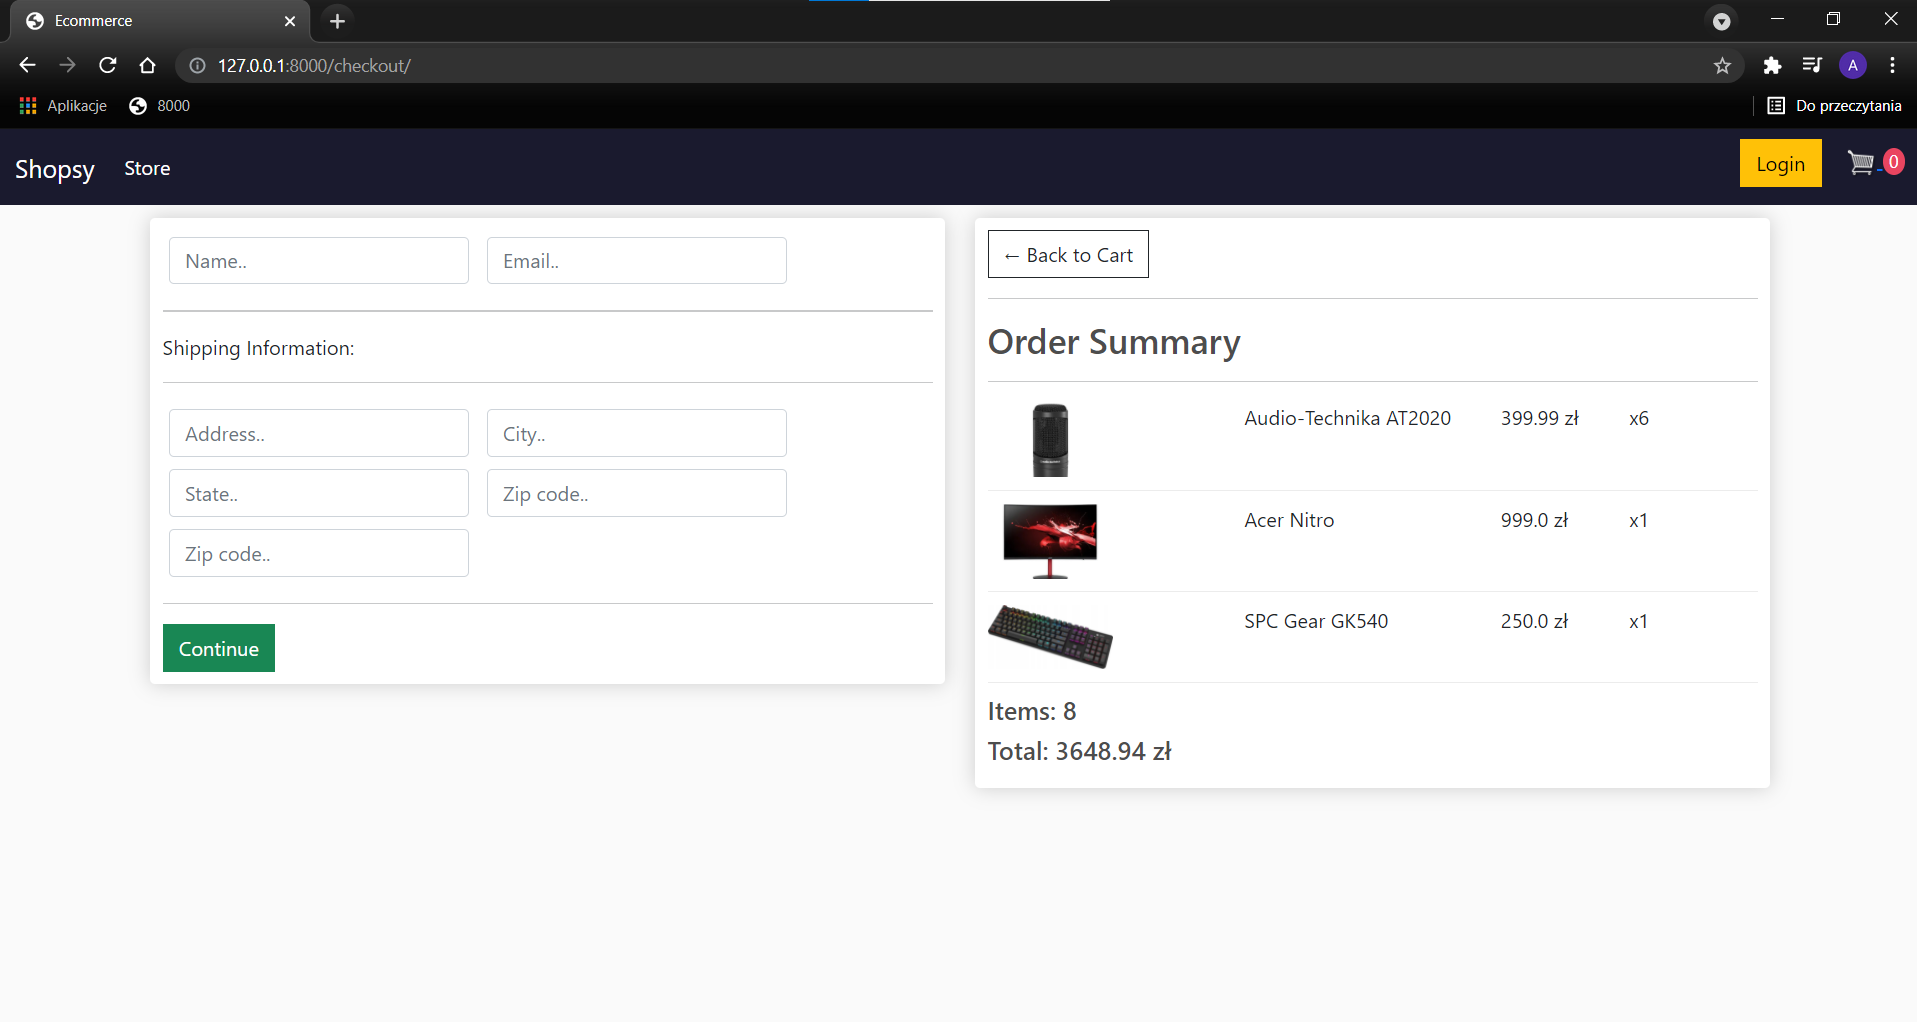 Ecommerce
127.0.0.1:8000/checkout/
A
Aplikacje
8000
Do przeczytania
Shopsy
Store
Login
0
Name..
Email..
Shipping Information:
Address..
City..
State..
Zip code..
Zip code..
Continue
← Back to Cart
Order Summary
Audio-Technika AT2020 399.99 zł x6
Acer Nitro 999.0 zł x1
SPC Gear GK540 250.0 zł x1
Items: 8
Total: 3648.94 zł